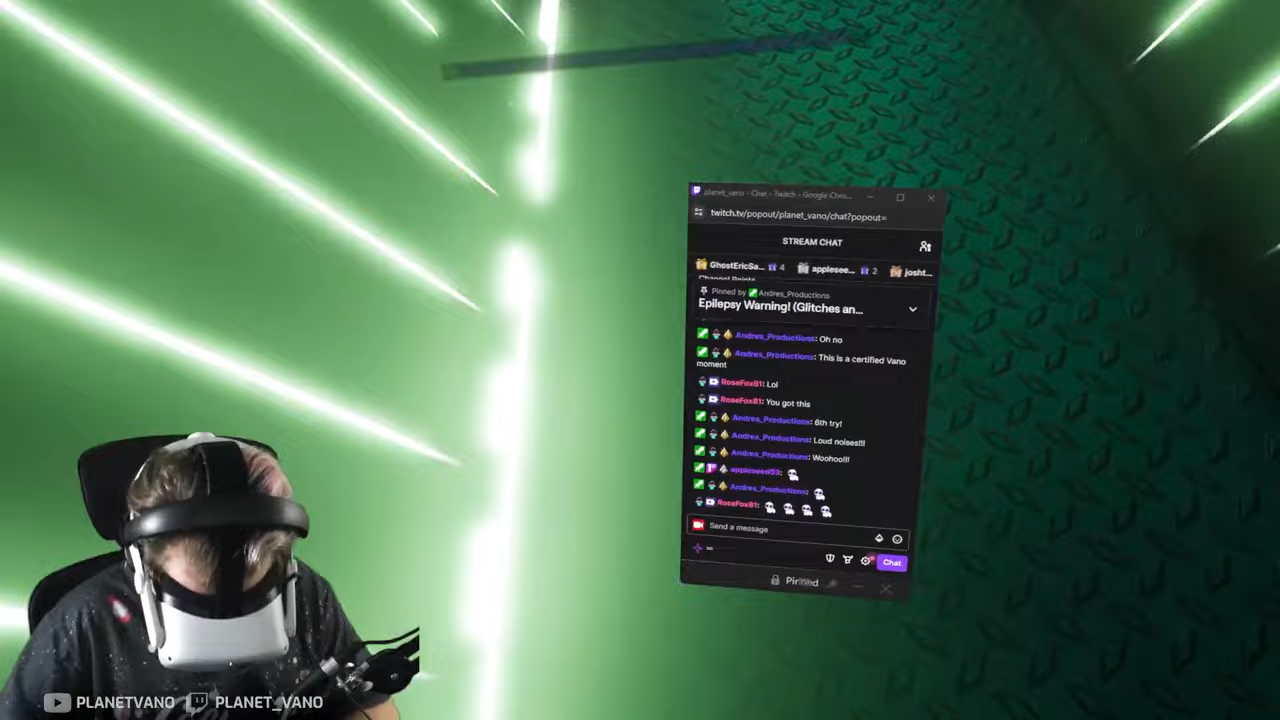 planet_vano - Chat - Twitch - Google Chro...
twitch.tv/popout/planet_vano/chat?popout=
STREAM CHAT
GhostEricSa... 4 applesee... 2 josht...
Channel Points
Pinned by Andres_Productions
Epilepsy Warning! (Glitches an...
Andres_Productions: Oh no
Andres_Productions: This is a certified Vano
moment
RoseFox81: Lol
RoseFox81: You got this
Andres_Productions: 6th try!
Andres_Productions: Loud noises!!!
Andres_Productions: Woohoo!!!
appleseed03:
Andres_Productions:
RoseFox81:
Send a message
Chat
Pinned
PLANETVANO PLANET_VANO